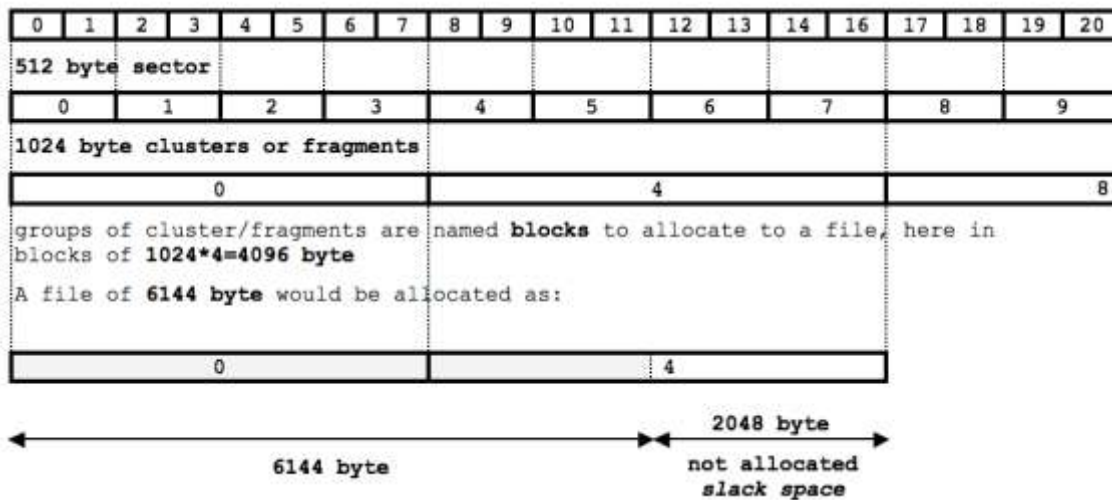 0 1 2 3 4 5 6 7 8 9 10 11 12 13 14 16 17 18 19 20
512 byte sector
0 1 2 3 4 5 6 7 8 9
1024 byte clusters or fragments
0 4 8
groups of cluster/fragments are named blocks to allocate to a file, here in
blocks of 1024*4=4096 byte
A file of 6144 byte would be allocated as:
0 4
2048 byte
6144 byte not allocated
slack space